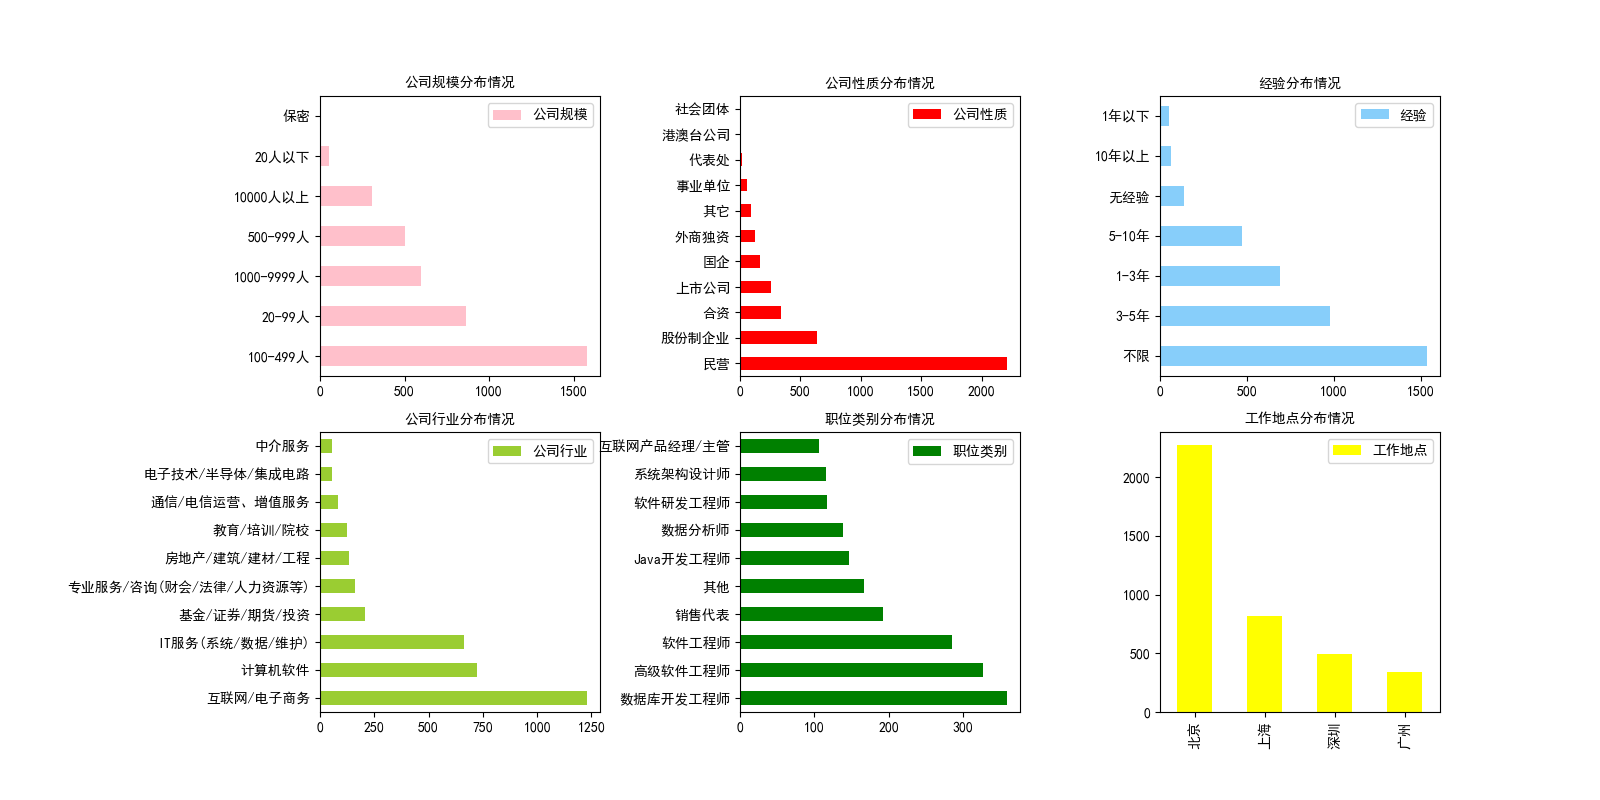 公司规模分布情况
公司规模
保密
20人以下
10000人以上
500-999人
1000-9999人
20-99人
100-499人
0 500 1000 1500
公司性质分布情况
公司性质
社会团体
港澳台公司
代表处
事业单位
其它
外商独资
国企
上市公司
合资
股份制企业
民营
0 500 1000 1500 2000
经验分布情况
经验
1年以下
10年以上
无经验
5-10年
1-3年
3-5年
不限
0 500 1000 1500
公司行业分布情况
公司行业
中介服务
电子技术/半导体/集成电路
通信/电信运营、增值服务
教育/培训/院校
房地产/建筑/建材/工程
专业服务/咨询(财会/法律/人力资源等)
基金/证券/期货/投资
IT服务(系统/数据/维护)
计算机软件
互联网/电子商务
0 250 500 750 1000 1250
职位类别分布情况
职位类别
互联网产品经理/主管
系统架构设计师
软件研发工程师
数据分析师
Java开发工程师
其他
销售代表
软件工程师
高级软件工程师
数据库开发工程师
0 100 200 300
工作地点分布情况
工作地点
2000
1500
1000
500
0
北京 上海 深圳 广州